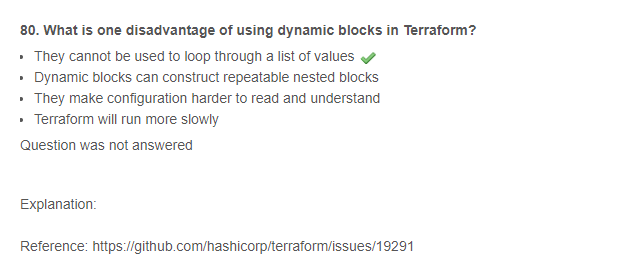 80. What is one disadvantage of using dynamic blocks in Terraform?
• They cannot be used to loop through a list of values
• Dynamic blocks can construct repeatable nested blocks
• They make configuration harder to read and understand
• Terraform will run more slowly
Question was not answered
Explanation:
Reference: https://github.com/hashicorp/terraform/issues/19291